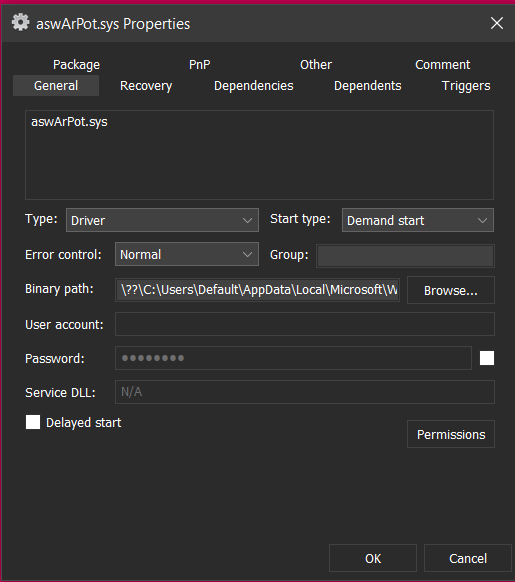 aswArPot.sys Properties
Package PnP Other Comment
General Recovery Dependencies Dependents Triggers
aswArPot.sys
Type: Driver Start type: Demand start
Error control: Normal Group:
Binary path: \??\C:\Users\Default\AppData\Local\Microsoft\W Browse...
User account:
Password: ●●●●●●●●
Service DLL: N/A
Delayed start
Permissions
OK Cancel